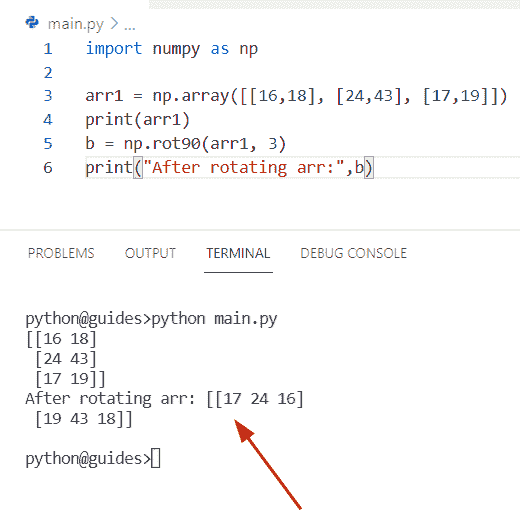 main.py > ...
1 import numpy as np
2
3 arr1 = np.array([[16,18], [24,43], [17,19]])
4 print(arr1)
5 b = np.rot90(arr1, 3)
6 print("After rotating arr:",b)
PROBLEMS OUTPUT TERMINAL DEBUG CONSOLE
python@guides>python main.py
[[16 18]
 [24 43]
 [17 19]]
After rotating arr: [[17 24 16]
 [19 43 18]]
python@guides>